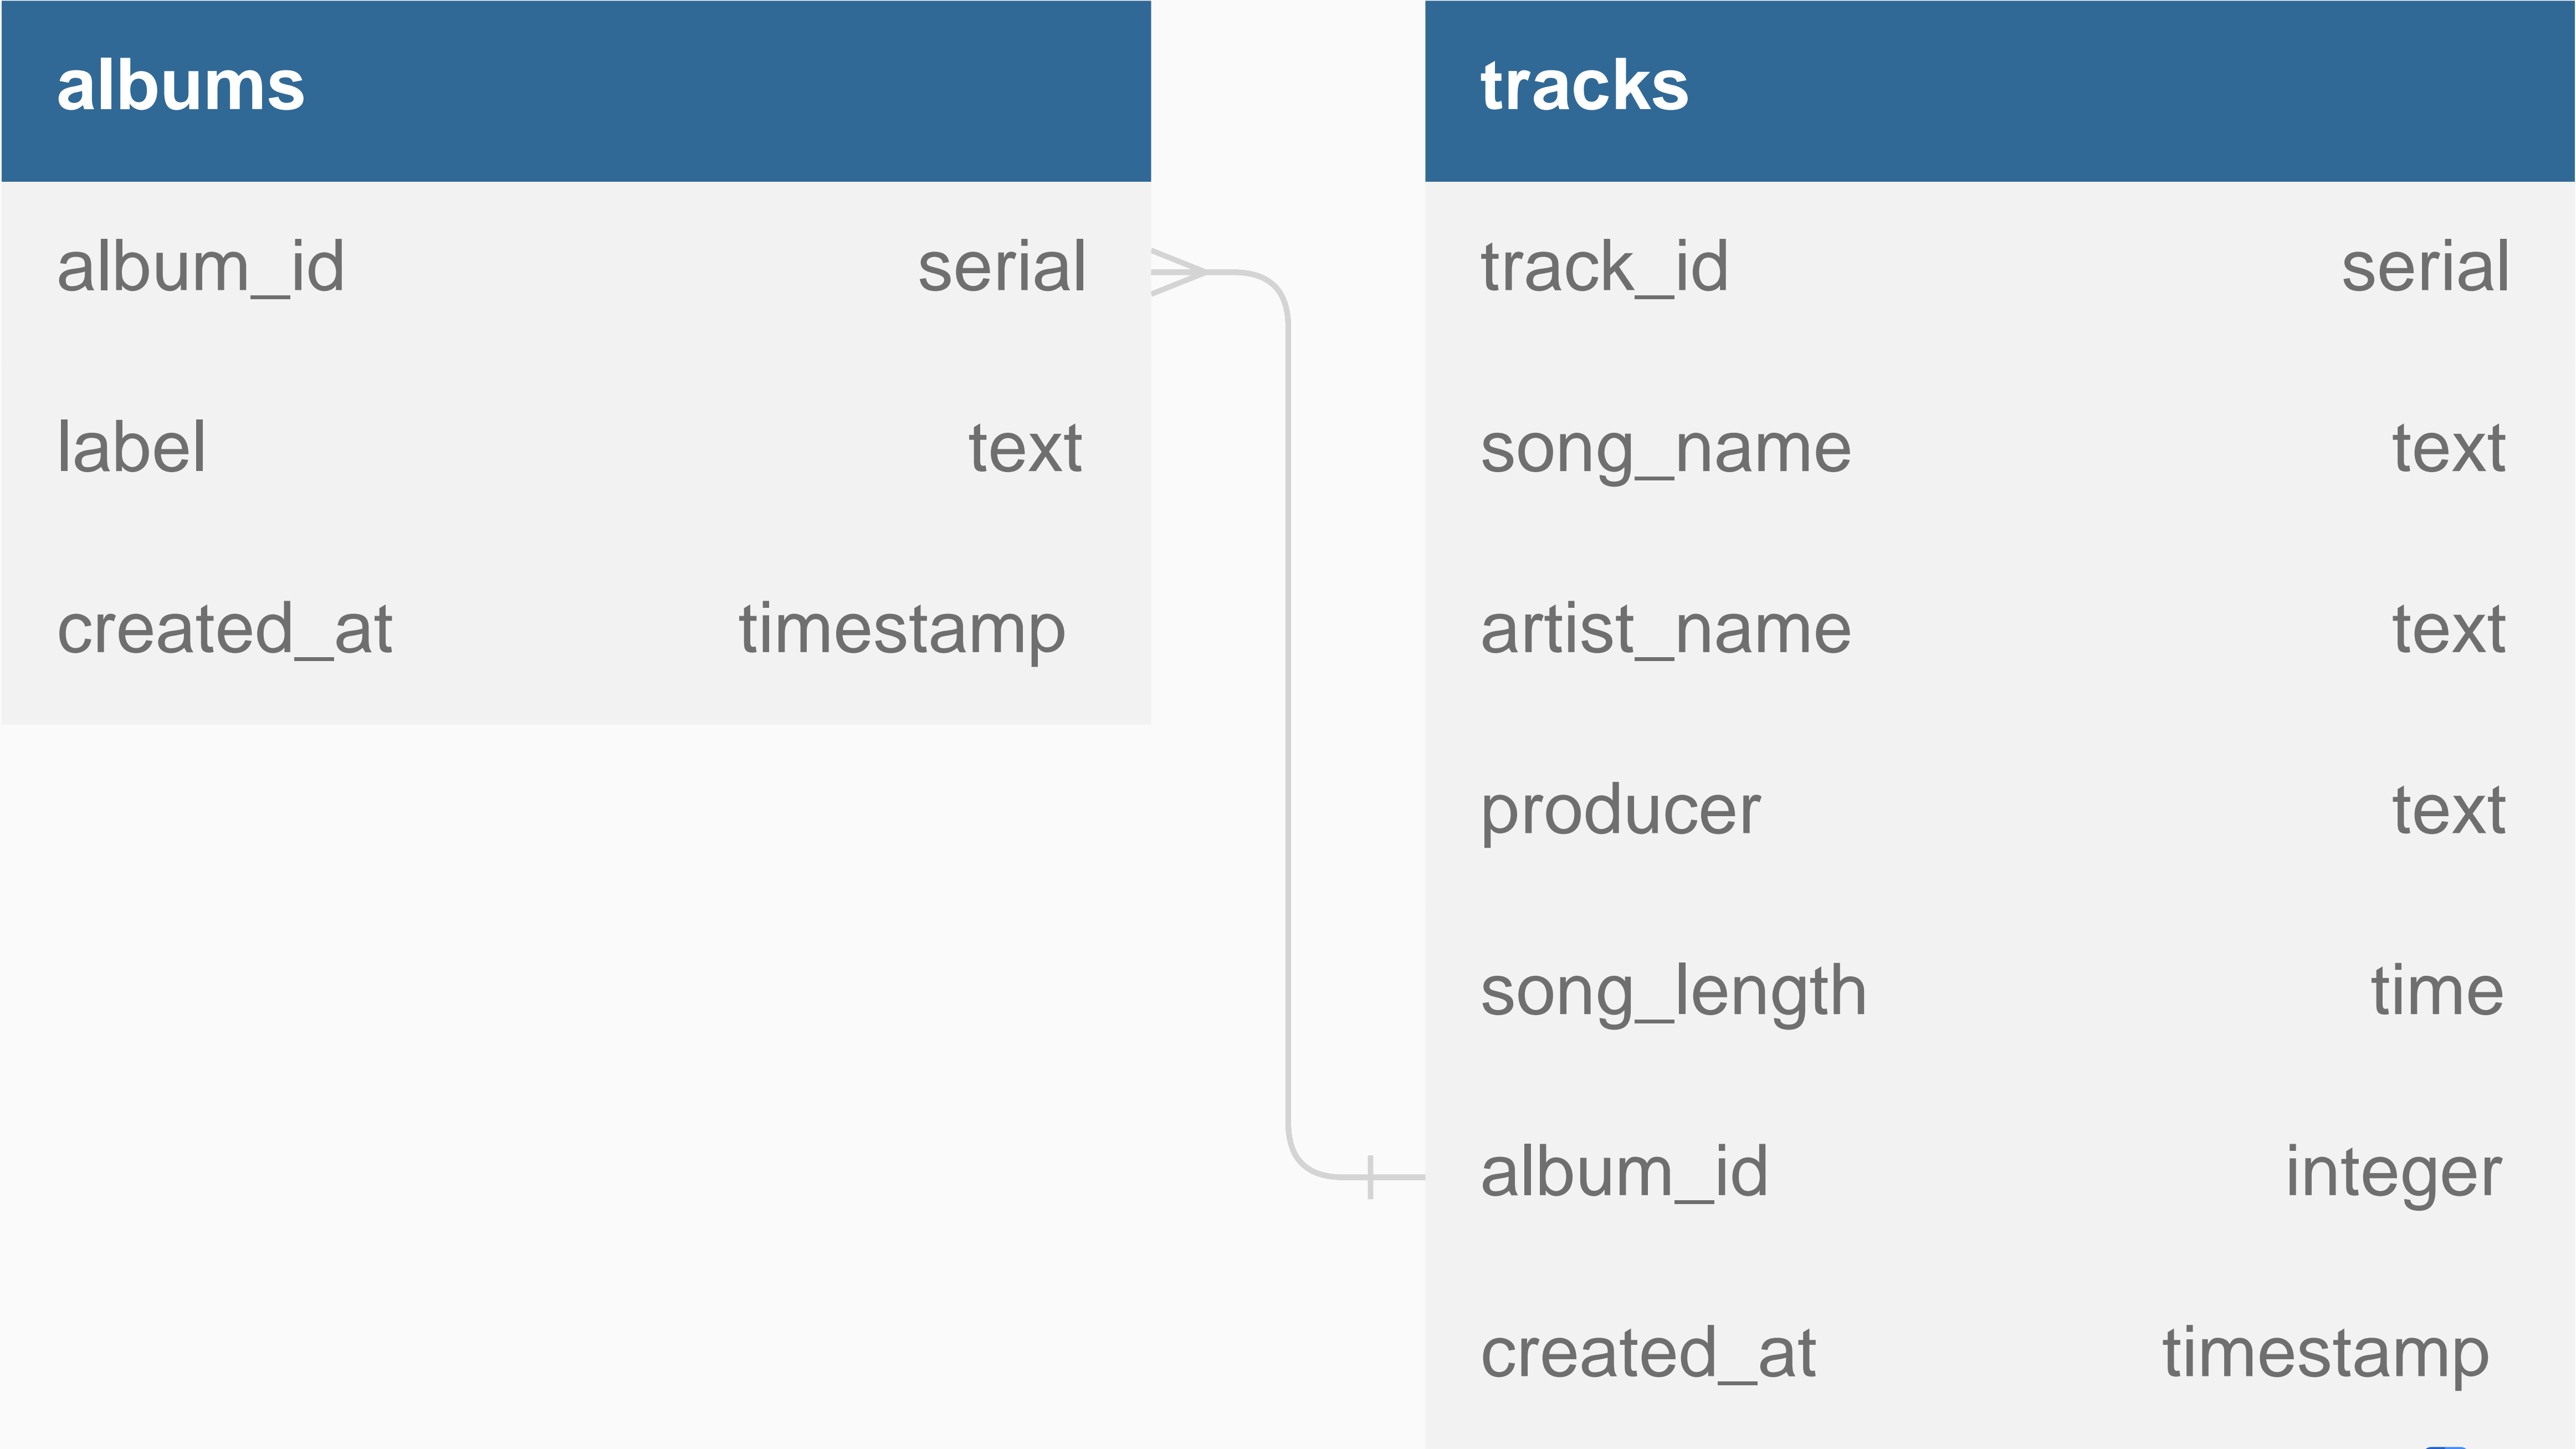 albums
album_id serial
label text
created_at timestamp
tracks
track_id serial
song_name text
artist_name text
producer text
song_length time
album_id integer
created_at timestamp